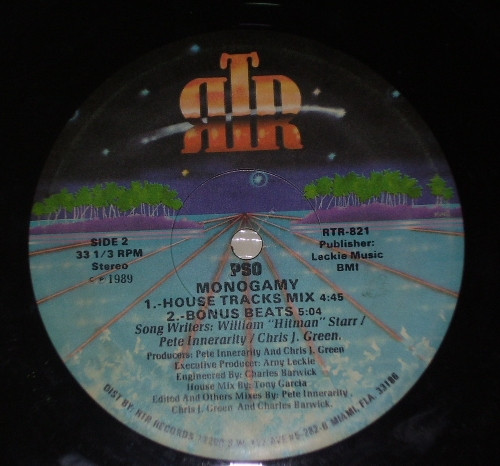 RTR
SIDE 2
33 1/3 RPM
Stereo
© ℗ 1989
RTR-821
Publisher:
Leckie Music
BMI
PSO
MONOGAMY
1.-HOUSE TRACKS MIX 4:45
2.-BONUS BEATS 5:04
Song Writers: William "Hitman" Starr /
Pete Innerarity / Chris J. Green.
Producers: Pete Innerarity And Chris J. Green
Executive Producer: Arny Leckie
Engineered By: Charles Barwick
House Mix By: Tony Garcia
Edited And Others Mixes By: Pete Innerarity,
Chris J. Green And Charles Barwick.
DIST BY: RTR RECORDS MIAMI, FLA. 33186